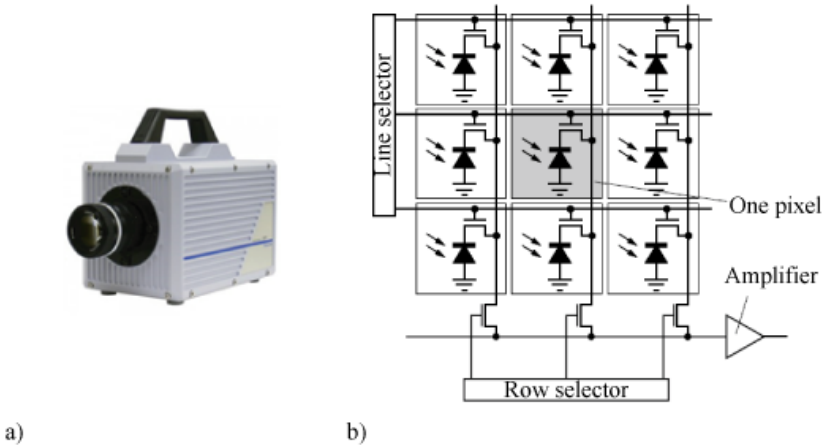 Line selector
One pixel
Amplifier
Row selector
a)
b)